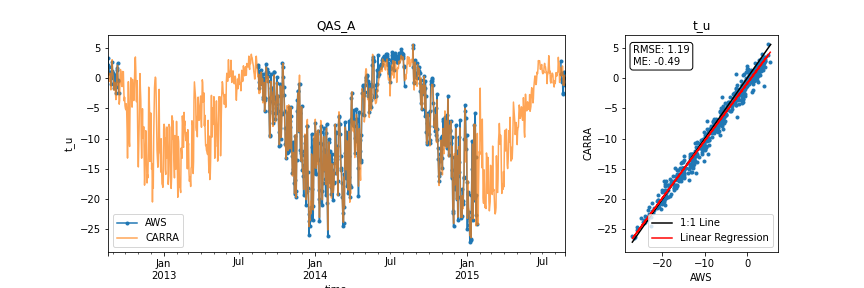 QAS_A
t_u
5
0
−5
−10
−15
−20
−25
t_u
AWS
CARRA
Jan
2013
Jul
Jan
2014
Jul
Jan
2015
Jul
time
t_u
RMSE: 1.19
ME: -0.49
5
0
−5
−10
−15
−20
−25
CARRA
1:1 Line
Linear Regression
−20
−10
0
AWS